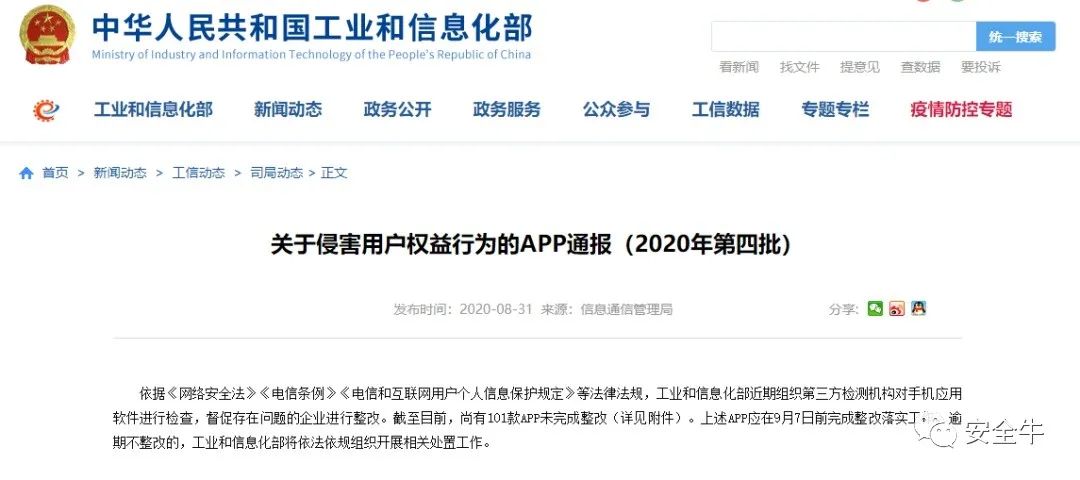 中华人民共和国工业和信息化部
Ministry of Industry and Information Technology of the People's Republic of China
统一搜索
看新闻 找文件 提意见 查数据 要投诉
工业和信息化部 新闻动态 政务公开 政务服务 公众参与 工信数据 专题专栏 疫情防控专题
首页 > 新闻动态 > 工信动态 > 司局动态 > 正文
关于侵害用户权益行为的APP通报（2020年第四批）
发布时间：2020-08-31 来源：信息通信管理局
分享：
依据《网络安全法》《电信条例》《电信和互联网用户个人信息保护规定》等法律法规，工业和信息化部近期组织第三方检测机构对手机应用
软件进行检查，督促存在问题的企业进行整改。截至目前，尚有101款APP未完成整改（详见附件）。上述APP应在9月7日前完成整改落实工 逾
期不整改的，工业和信息化部将依法依规组织开展相关处置工作。
安全牛